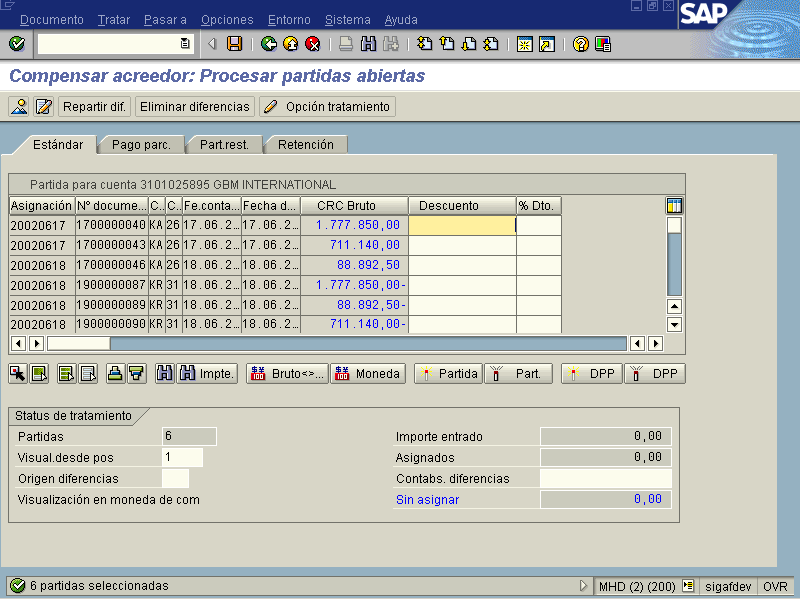 Documento Tratar Pasar a Opciones Entorno Sistema Ayuda
SAP
Compensar acreedor: Procesar partidas abiertas
Repartir dif. Eliminar diferencias Opción tratamiento
Estándar Pago parc. Part.rest. Retención
Partida para cuenta 3101025895 GBM INTERNATIONAL
Asignación Nº docume... C.. C.. Fe.conta... Fecha d... CRC Bruto Descuento % Dto.
20020617 1700000040 KA 26 17.06.2... 17.06.2... 1.777.850,00
20020617 1700000043 KA 26 17.06.2... 17.06.2... 711.140,00
20020618 1700000046 KA 26 18.06.2... 18.06.2... 88.892,50
20020618 1900000087 KR 31 18.06.2... 18.06.2... 1.777.850,00-
20020618 1900000089 KR 31 18.06.2... 18.06.2... 88.892,50-
20020618 1900000090 KR 31 18.06.2... 18.06.2... 711.140,00-
Impte. Bruto<>... Moneda Partida Part. DPP DPP
Status de tratamiento
Partidas 6 Importe entrado 0,00
Visual.desde pos 1 Asignados 0,00
Origen diferencias Contabs. diferencias
Visualización en moneda de com Sin asignar 0,00
6 partidas seleccionadas MHD (2) (200) sigafdev OVR